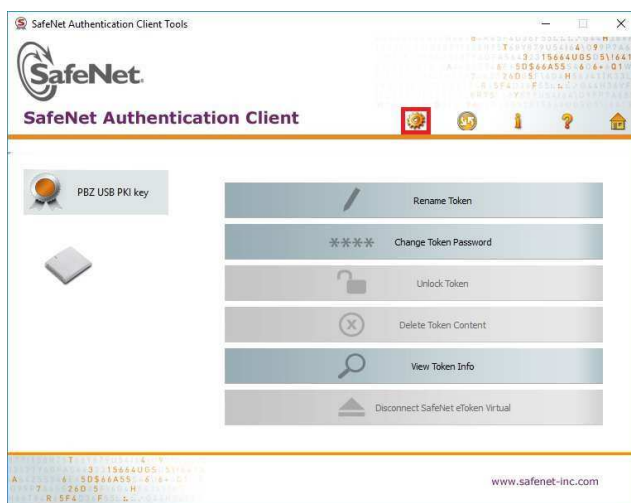 SafeNet Authentication Client Tools
SafeNet.
SafeNet Authentication Client
PBZ USB PKI key
Rename Token
**** Change Token Password
Unlock Token
Delete Token Content
View Token Info
Disconnect SafeNet eToken Virtual
www.safenet-inc.com